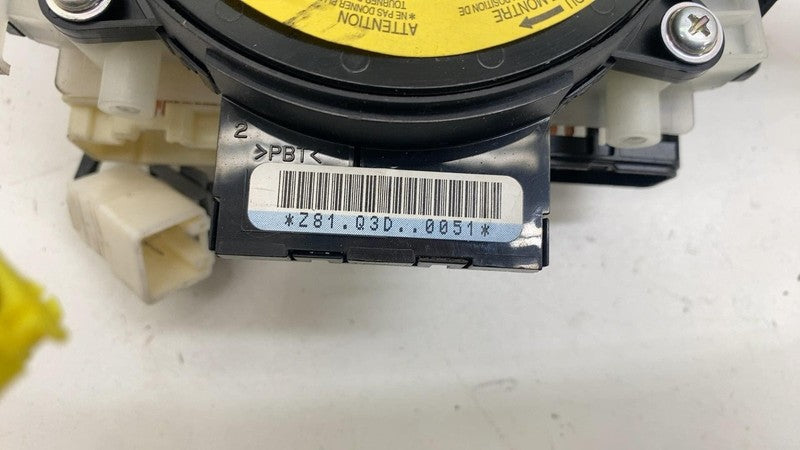 2
>PBT<
*Z81.Q3D..0051*
ATTENTION
*NE PAS DONNER
TOURNER
MONTRE
POSITION DE